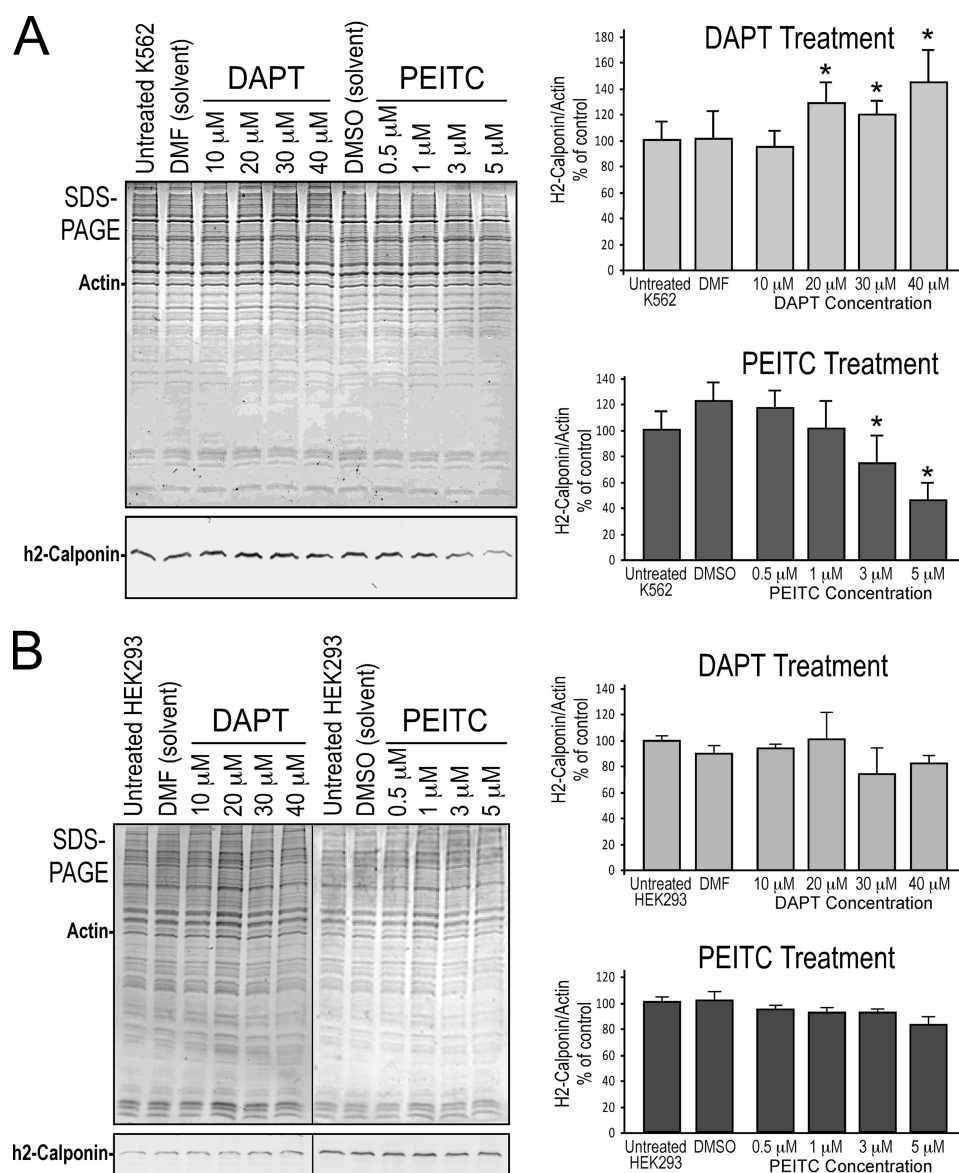 A
Untreated K562
DMF (solvent)
DAPT
10 μM
20 μM
30 μM
40 μM
DMSO (solvent)
PEITC
0.5 μM
1 μM
3 μM
5 μM
SDS-
PAGE
Actin-
h2-Calponin-
DAPT Treatment
H2-Calponin/Actin
% of control
180
160
140
120
100
80
60
40
20
0
* * *
Untreated
K562
DMF
10 μM
20 μM
30 μM
40 μM
DAPT Concentration
PEITC Treatment
H2-Calponin/Actin
% of control
140
120
100
80
60
40
20
0
* *
Untreated
K562
DMSO
0.5 μM
1 μM
3 μM
5 μM
PEITC Concentration
B
Untreated HEK293
DMF (solvent)
DAPT
10 μM
20 μM
30 μM
40 μM
Untreated HEK293
DMSO (solvent)
PEITC
0.5 μM
1 μM
3 μM
5 μM
SDS-
PAGE
Actin-
h2-Calponin-
DAPT Treatment
H2-Calponin/Actin
% of control
140
120
100
80
60
40
20
0
Untreated
HEK293
DMF
10 μM
20 μM
30 μM
40 μM
DAPT Concentration
PEITC Treatment
H2-Calponin/Actin
% of control
120
100
80
60
40
20
0
Untreated
HEK293
DMSO
0.5 μM
1 μM
3 μM
5 μM
PEITC Concentration